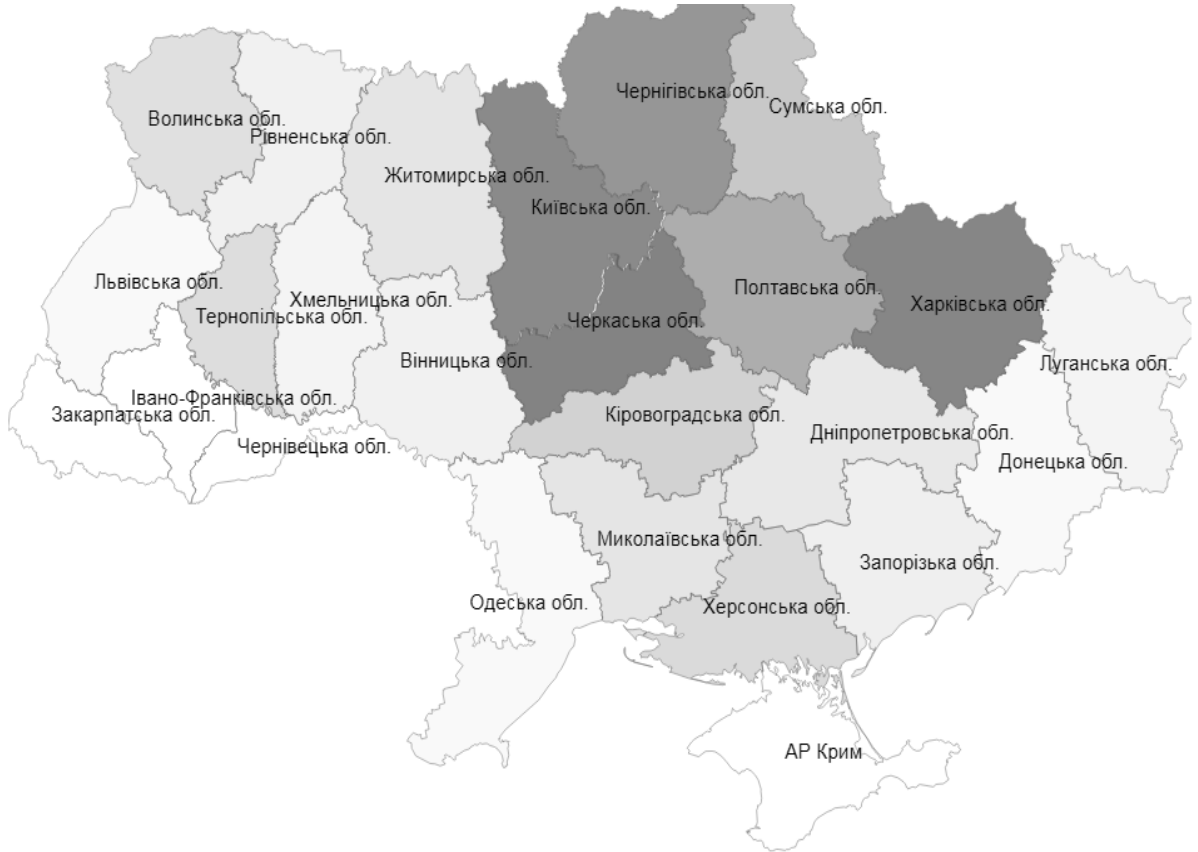 Чернігівська обл.
Сумська обл.
Волинська обл.
Рівненська обл.
Житомирська обл.
Київська обл.
Львівська обл.
Полтавська обл.
Хмельницька обл.
Харківська обл.
Тернопільська обл.
Черкаська обл.
Вінницька обл.
Луганська обл.
Івано-Франківська обл.
Закарпатська обл.
Кіровоградська обл.
Дніпропетровська обл.
Чернівецька обл.
Донецька обл.
Миколаївська обл.
Запорізька обл.
Одеська обл.
Херсонська обл.
АР Крим